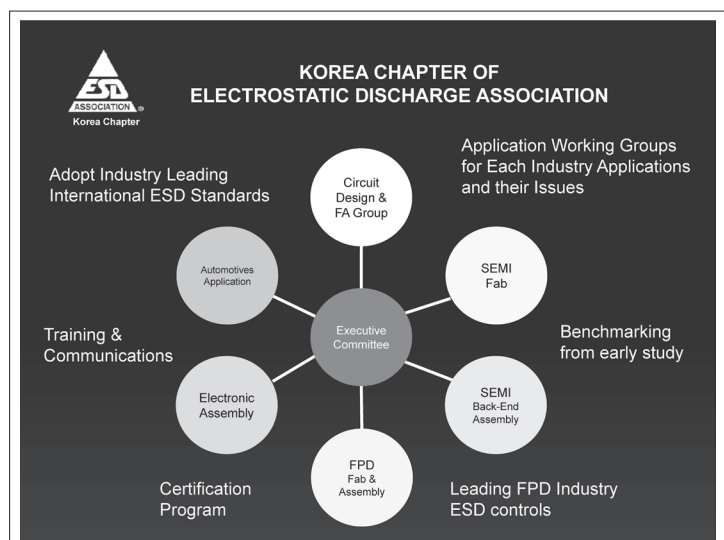 KOREA CHAPTER OF
ELECTROSTATIC DISCHARGE ASSOCIATION
ESD
ASSOCIATION ®
Korea Chapter
Adopt Industry Leading
International ESD Standards
Application Working Groups
for Each Industry Applications
and their Issues
Circuit
Design &
FA Group
Automotives
Application
SEMI
Fab
Training &
Communications
Executive
Committee
Benchmarking
from early study
Electronic
Assembly
SEMI
Back-End
Assembly
FPD
Fab &
Assembly
Certification
Program
Leading FPD Industry
ESD controls